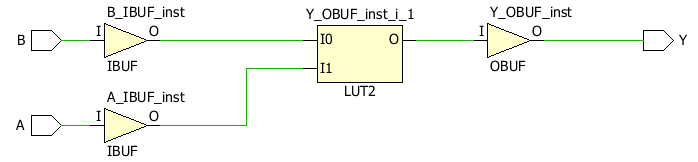 B_IBUF_inst
Y_OBUF_inst_i_1
Y_OBUF_inst
B
I
O
I0
O
I
O
Y
IBUF
I1
OBUF
A_IBUF_inst
LUT2
A
I
O
IBUF